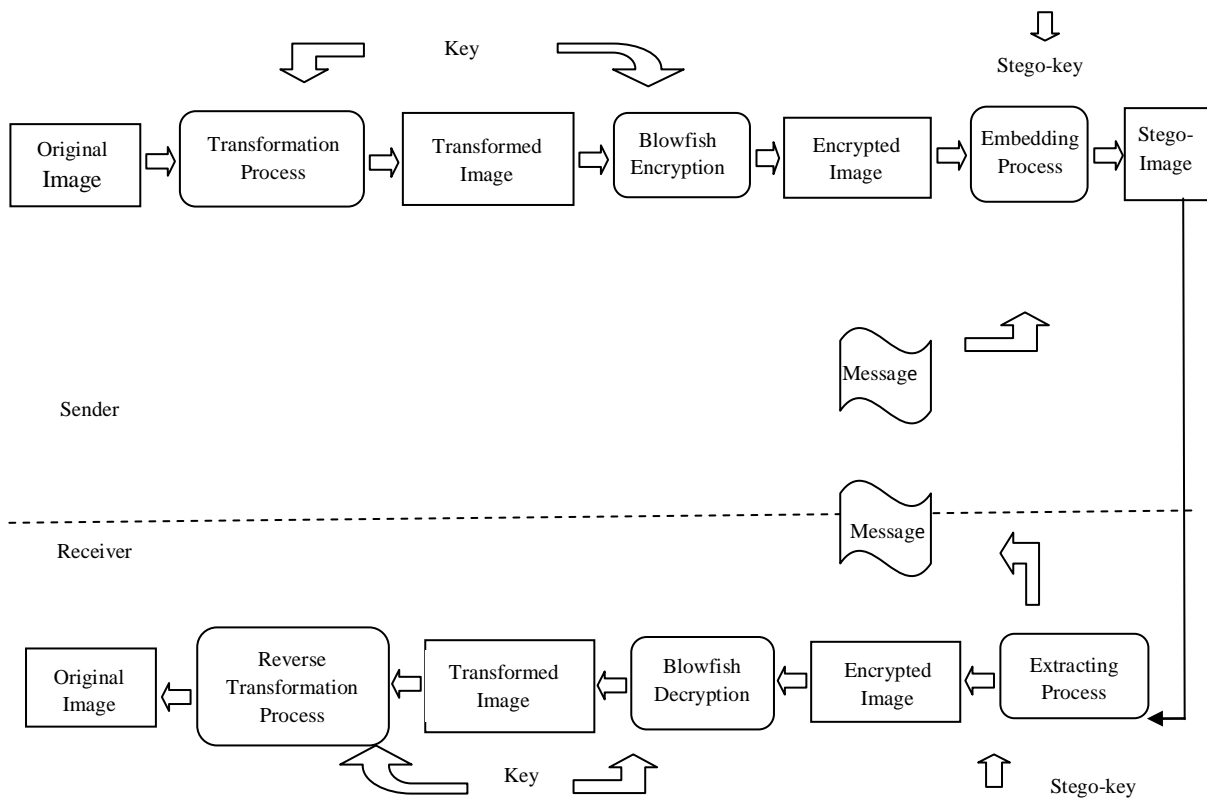 Key
Stego-key
Original
Image
Transformation
Process
Transformed
Image
Blowfish
Encryption
Encrypted
Image
Embedding
Process
Stego-
Image
Message
Sender
Message
Receiver
Original
Image
Reverse
Transformation
Process
Transformed
Image
Blowfish
Decryption
Encrypted
Image
Extracting
Process
Key
Stego-key